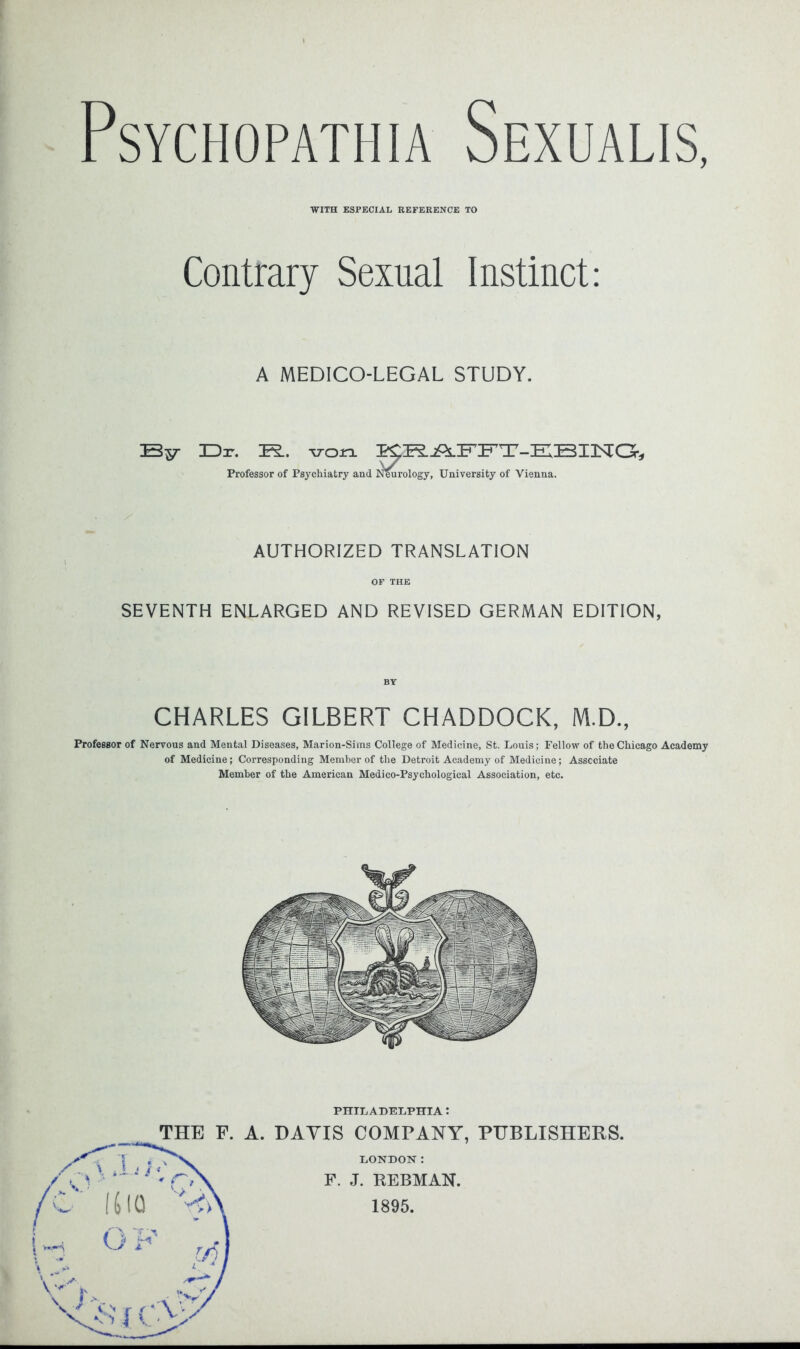 PSYCHOPATHIA SEXUALIS,
WITH ESPECIAL REFERENCE TO
Contrary Sexual Instinct:
A MEDICO-LEGAL STUDY.
By Dr. R. von KRAFFT-EBING,
Professor of Psychiatry and Neurology, University of Vienna.
AUTHORIZED TRANSLATION
OF THE
SEVENTH ENLARGED AND REVISED GERMAN EDITION,
BY
CHARLES GILBERT CHADDOCK, M.D.,
Professor of Nervous and Mental Diseases, Marion-Sims College of Medicine, St. Louis; Fellow of the Chicago Academy
of Medicine; Corresponding Member of the Detroit Academy of Medicine; Associate
Member of the American Medico-Psychological Association, etc.
PHILADELPHIA:
THE F. A. DAVIS COMPANY, PUBLISHERS.
LONDON:
F. J. REBMAN.
1895.
COLLEGE
OF
PHYSICIANS